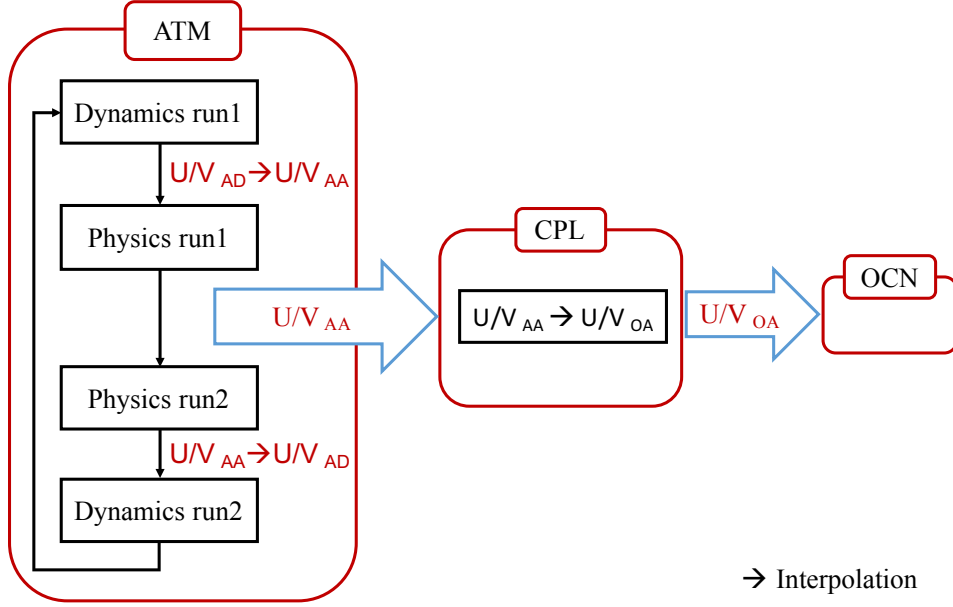 ATM
Dynamics run1
U/V AD → U/V AA
Physics run1
U/V AA
Physics run2
U/V AA → U/V AD
Dynamics run2
CPL
U/V AA → U/V OA
U/V OA
OCN
→ Interpolation